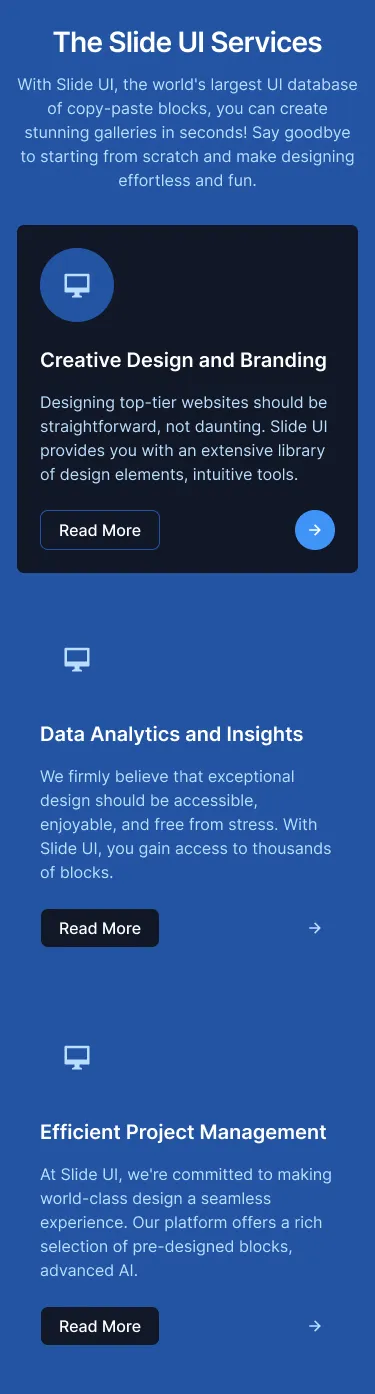 The Slide UI Services
With Slide UI, the world's largest UI database
of copy-paste blocks, you can create
stunning galleries in seconds! Say goodbye
to starting from scratch and make designing
effortless and fun.
Creative Design and Branding
Designing top-tier websites should be
straightforward, not daunting. Slide UI
provides you with an extensive library
of design elements, intuitive tools.
Read More
Data Analytics and Insights
We firmly believe that exceptional
design should be accessible,
enjoyable, and free from stress. With
Slide UI, you gain access to thousands
of blocks.
Read More
Efficient Project Management
At Slide UI, we're committed to making
world-class design a seamless
experience. Our platform offers a rich
selection of pre-designed blocks,
advanced AI.
Read More